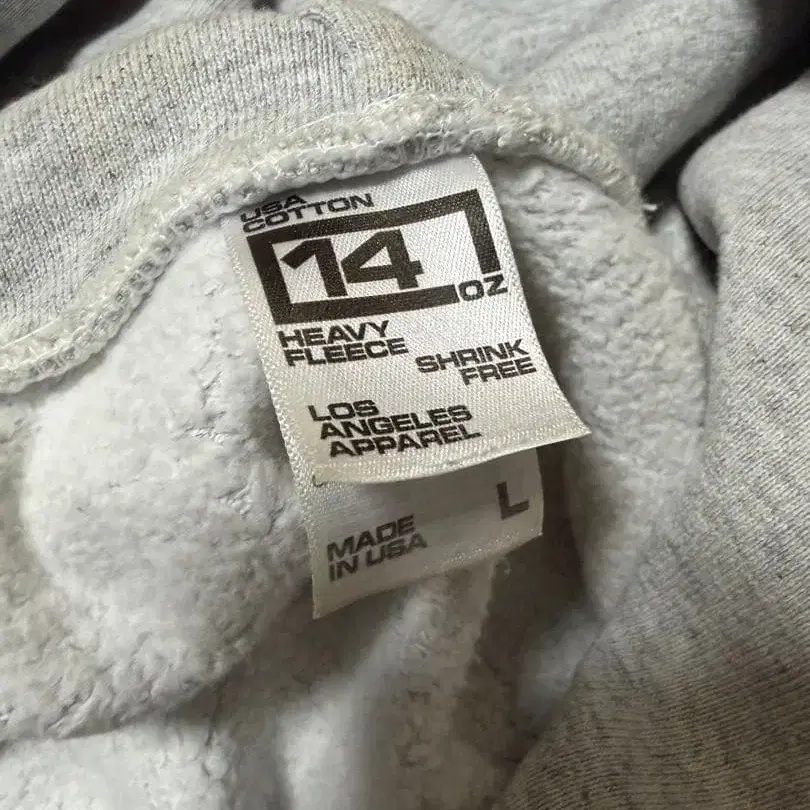 USA
COTTON
14
OZ
HEAVY
FLEECE
SHRINK
FREE
LOS
ANGELES
APPAREL
L
MADE
IN USA